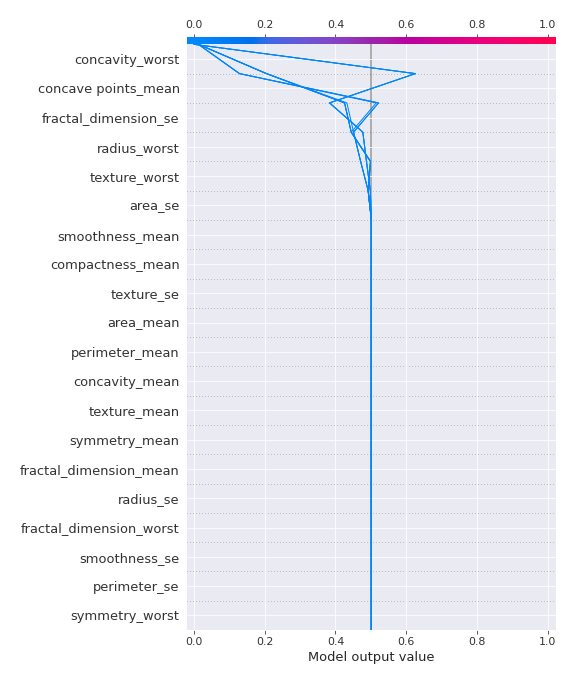 0.0 0.2 0.4 0.6 0.8 1.0
concavity_worst
concave points_mean
fractal_dimension_se
radius_worst
texture_worst
area_se
smoothness_mean
compactness_mean
texture_se
area_mean
perimeter_mean
concavity_mean
texture_mean
symmetry_mean
fractal_dimension_mean
radius_se
fractal_dimension_worst
smoothness_se
perimeter_se
symmetry_worst
0.0 0.2 0.4 0.6 0.8 1.0
Model output value